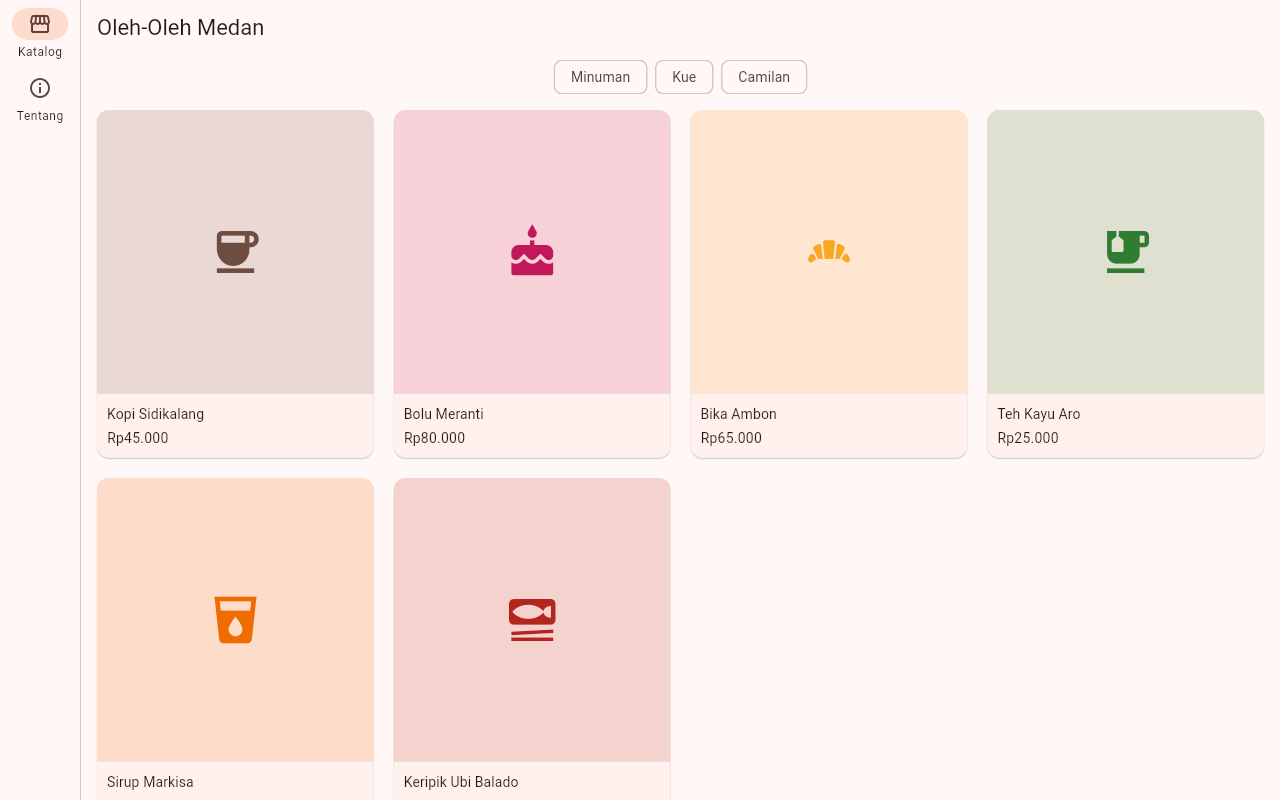 Katalog
Tentang
Oleh-Oleh Medan
Minuman
Kue
Camilan
Kopi Sidikalang
Rp45.000
Bolu Meranti
Rp80.000
Bika Ambon
Rp65.000
Teh Kayu Aro
Rp25.000
Sirup Markisa
Keripik Ubi Balado